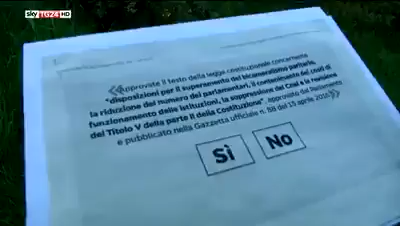 sky TG24 HD
«Approvate il testo della legge costituzionale concernente
"disposizioni per il superamento del bicameralismo paritario,
la riduzione del numero dei parlamentari, il contenimento dei costi di
funzionamento delle istituzioni, la soppressione del Cnel e la revisione
del Titolo V della parte II della Costituzione", approvato dal Parlamento
e pubblicato nella Gazzetta ufficiale n. 88 del 15 aprile 2016»
Sì No